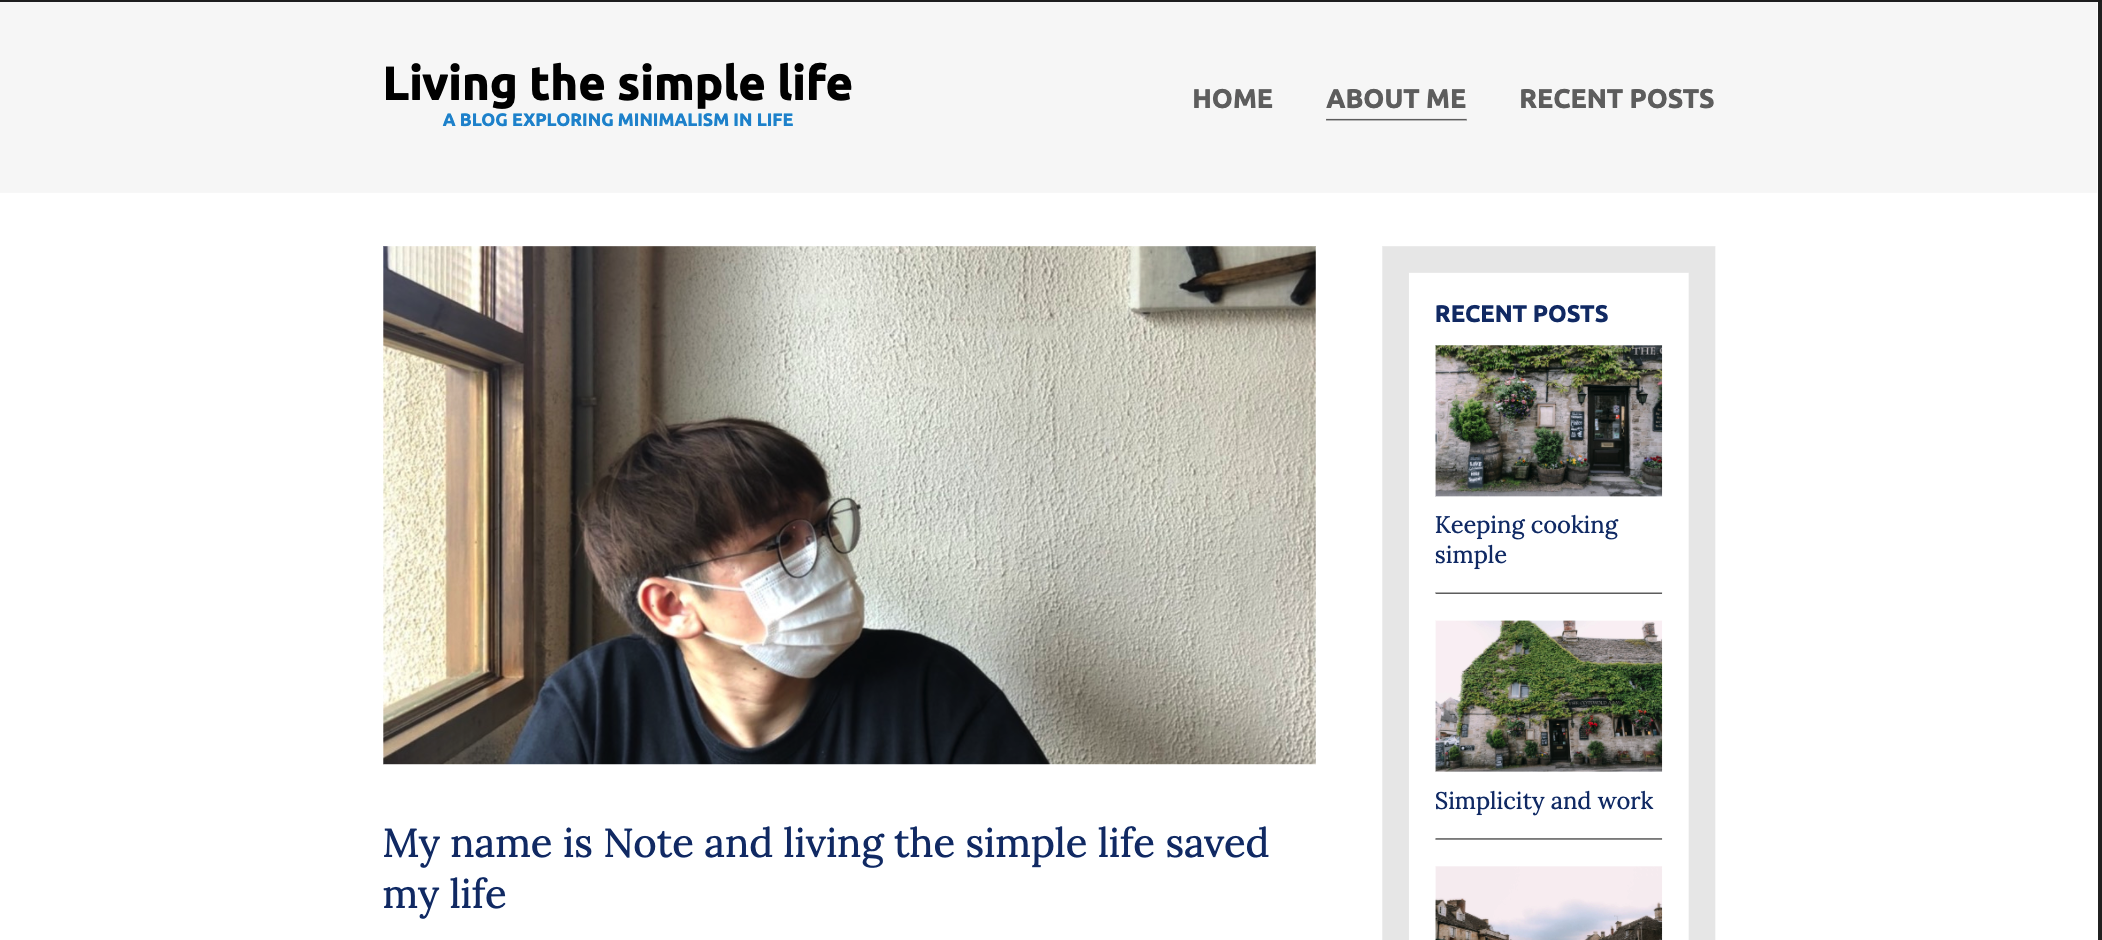 Living the simple life
A BLOG EXPLORING MINIMALISM IN LIFE
HOME
ABOUT ME
RECENT POSTS
My name is Note and living the simple life saved
my life
RECENT POSTS
THE
Keeping cooking
simple
Simplicity and work